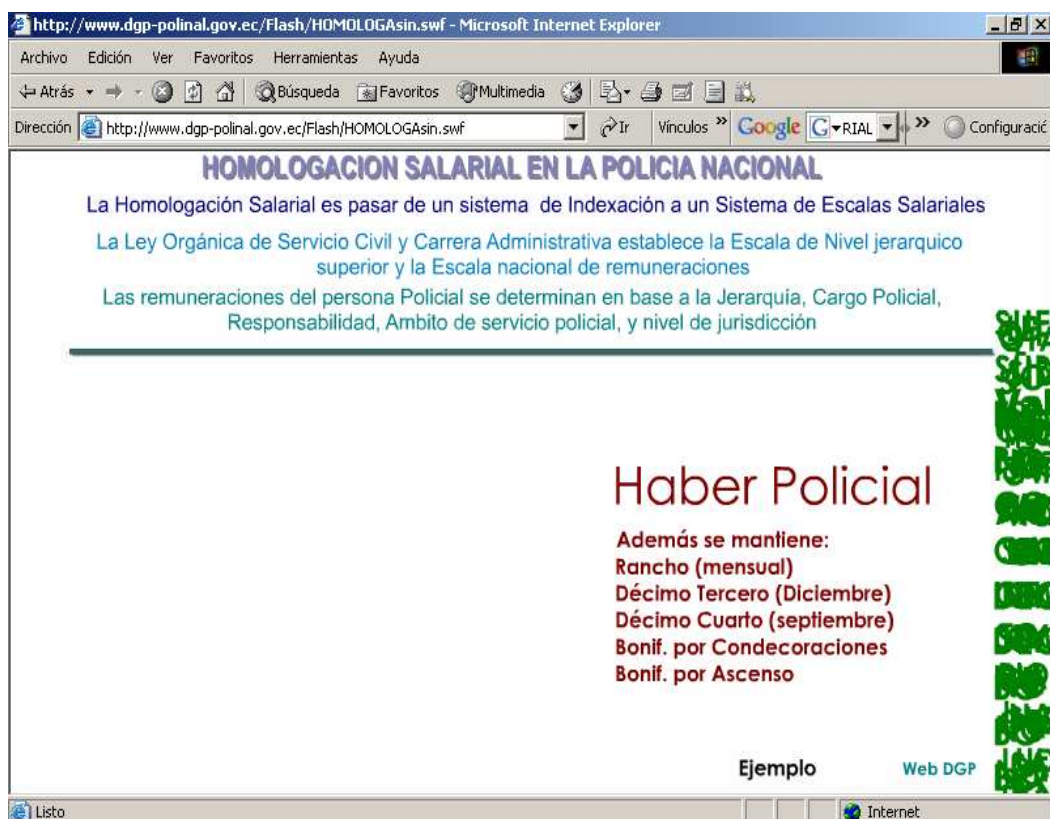 http://www.dgp-polinal.gov.ec/Flash/HOMOLOGAsin.swf - Microsoft Internet Explorer
Archivo Edición Ver Favoritos Herramientas Ayuda
Atrás Búsqueda Favoritos Multimedia
Dirección http://www.dgp-polinal.gov.ec/Flash/HOMOLOGAsin.swf Ir Vínculos » Google G RIAL » Configuració
HOMOLOGACION SALARIAL EN LA POLICIA NACIONAL
La Homologación Salarial es pasar de un sistema de Indexación a un Sistema de Escalas Salariales
La Ley Orgánica de Servicio Civil y Carrera Administrativa establece la Escala de Nivel jerarquico
superior y la Escala nacional de remuneraciones
Las remuneraciones del persona Policial se determinan en base a la Jerarquía, Cargo Policial,
Responsabilidad, Ambito de servicio policial, y nivel de jurisdicción
Haber Policial
Además se mantiene:
Rancho (mensual)
Décimo Tercero (Diciembre)
Décimo Cuarto (septiembre)
Bonif. por Condecoraciones
Bonif. por Ascenso
Ejemplo Web DGP
Listo Internet